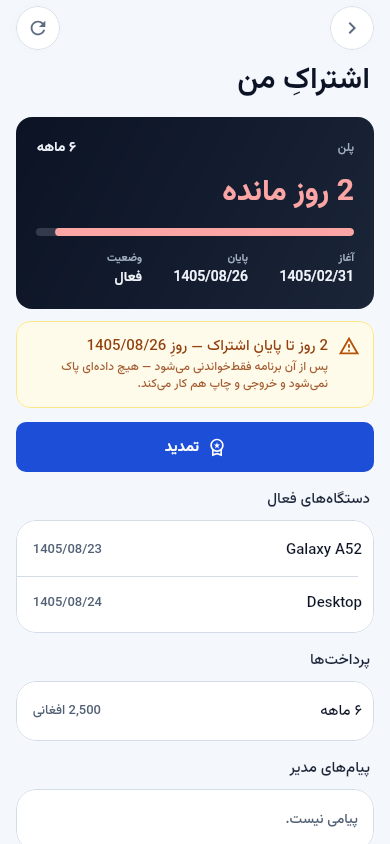 اشتراکِ من
پلن
۶ ماهه
2 روز مانده
آغاز
پایان
وضعیت
1405/02/31
1405/08/26
فعال
2 روز تا پایانِ اشتراک — روزِ 1405/08/26
پس از آن برنامه فقط‌خواندنی می‌شود — هیچ داده‌ای پاک
نمی‌شود و خروجی و چاپ هم کار می‌کند.
تمدید
دستگاه‌های فعال
Galaxy A52
1405/08/23
Desktop
1405/08/24
پرداخت‌ها
۶ ماهه
2,500 افغانی
پیام‌های مدیر
پیامی نیست.